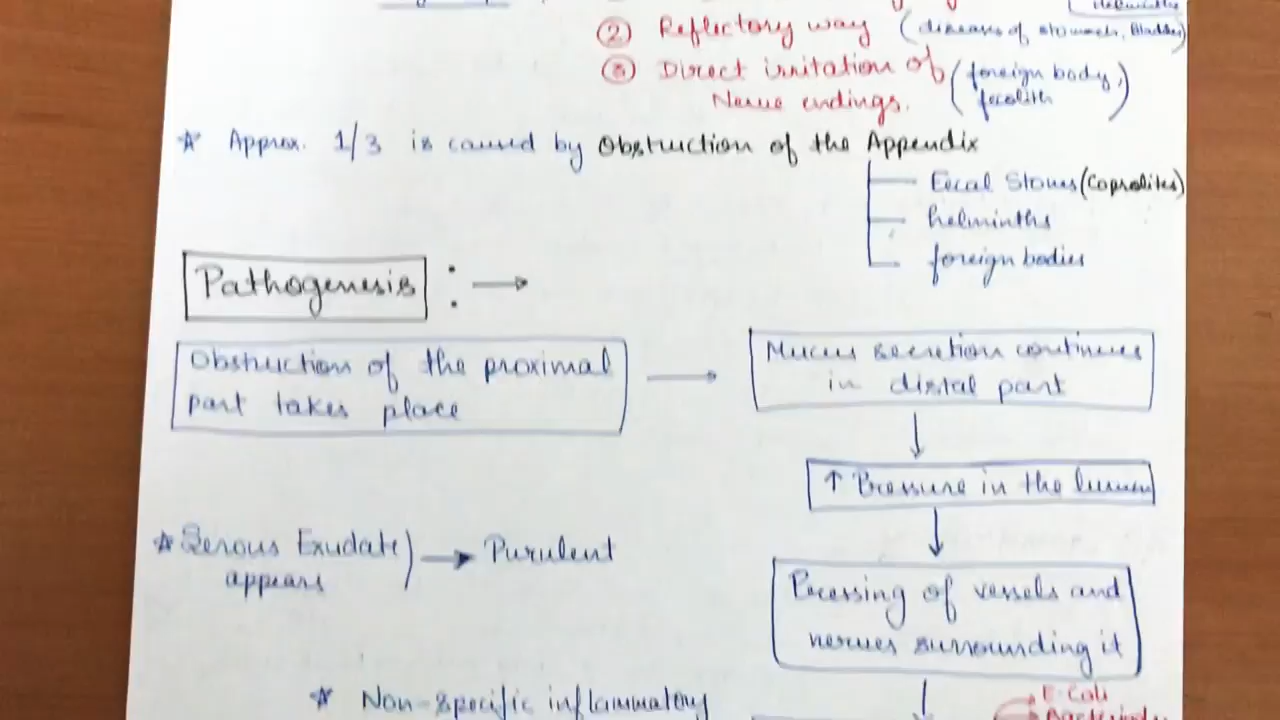 ② Reflectory way (diseases of stomach, Bladder)
③ Direct irritation of (foreign body,
Nerve endings. fecolith)
☆ Approx. 1/3 is caused by Obstruction of the Appendix
Fecal Stones (Coprolites)
helminths
foreign bodies
Pathogenesis : →
Obstruction of the proximal
part takes place
→
Mucus secretion continues
in distal part
↓
↑ Pressure in the lumen
↓
Pressing of vessels and
nerves surrounding it
↓
☆ Serous Exudate) → Purulent
appears
☆ Non-specific inflammatory
E. Coli